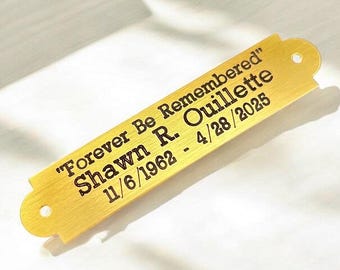 "Forever Be Remembered"
Shawn R. Ouillette
11/6/1962 - 4/28/2025